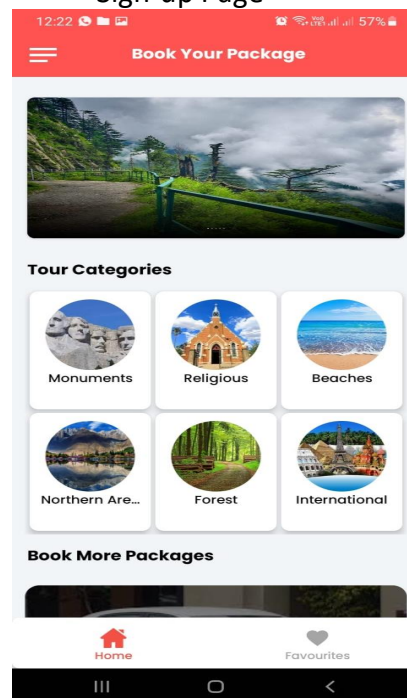 Sign-up Page
12:22 57%
Book Your Package
Tour Categories
Monuments Religious Beaches
Northern Are... Forest International
Book More Packages
Home Favourites